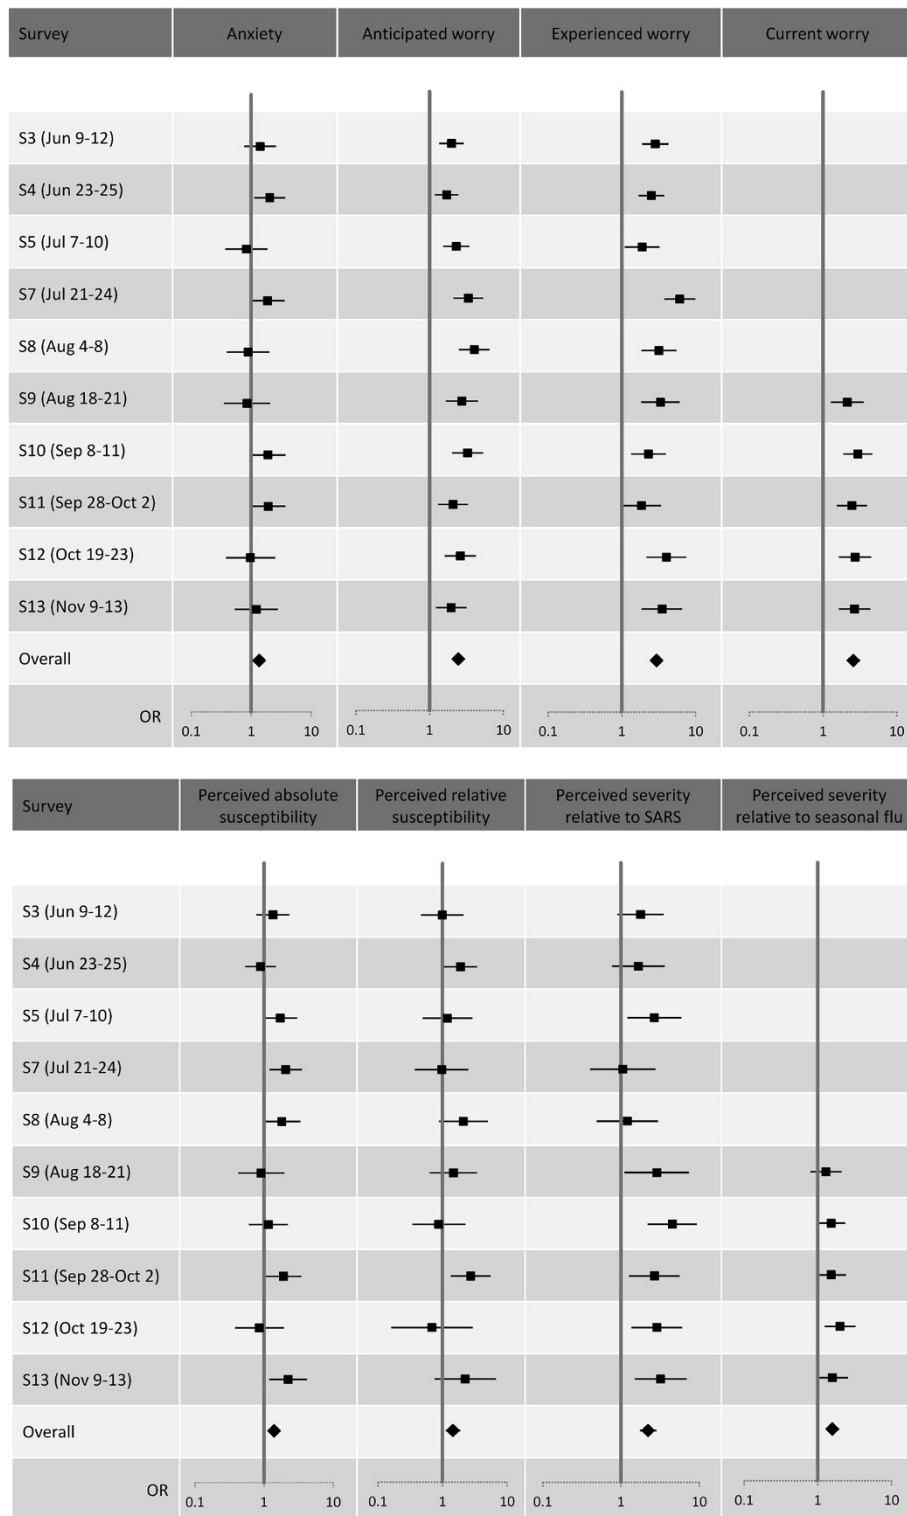 Survey Anxiety Anticipated worry Experienced worry Current worry
S3 (Jun 9-12)
S4 (Jun 23-25)
S5 (Jul 7-10)
S7 (Jul 21-24)
S8 (Aug 4-8)
S9 (Aug 18-21)
S10 (Sep 8-11)
S11 (Sep 28-Oct 2)
S12 (Oct 19-23)
S13 (Nov 9-13)
Overall
OR
0.1 1 10 0.1 1 10 0.1 1 10 0.1 1 10
Survey Perceived absolute susceptibility Perceived relative susceptibility Perceived severity relative to SARS Perceived severity relative to seasonal flu
S3 (Jun 9-12)
S4 (Jun 23-25)
S5 (Jul 7-10)
S7 (Jul 21-24)
S8 (Aug 4-8)
S9 (Aug 18-21)
S10 (Sep 8-11)
S11 (Sep 28-Oct 2)
S12 (Oct 19-23)
S13 (Nov 9-13)
Overall
OR
0.1 1 10 0.1 1 10 0.1 1 10 0.1 1 10